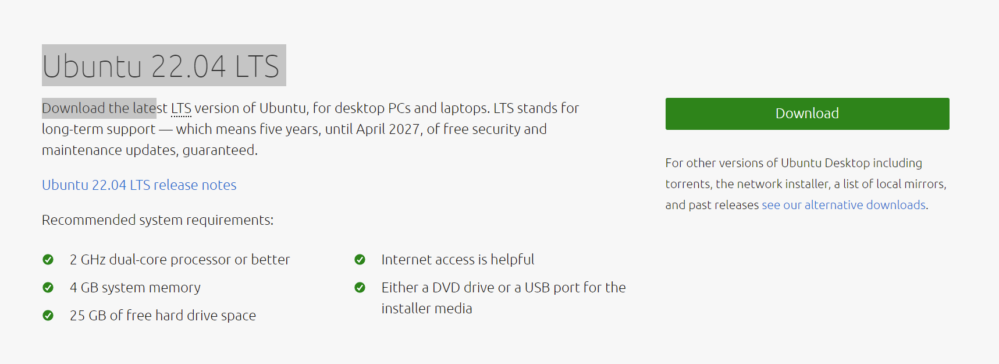 Ubuntu 22.04 LTS
Download the latest LTS version of Ubuntu, for desktop PCs and laptops. LTS stands for
long-term support — which means five years, until April 2027, of free security and
maintenance updates, guaranteed.
Ubuntu 22.04 LTS release notes
Recommended system requirements:
2 GHz dual-core processor or better
4 GB system memory
25 GB of free hard drive space
Internet access is helpful
Either a DVD drive or a USB port for the
installer media
Download
For other versions of Ubuntu Desktop including
torrents, the network installer, a list of local mirrors,
and past releases see our alternative downloads.